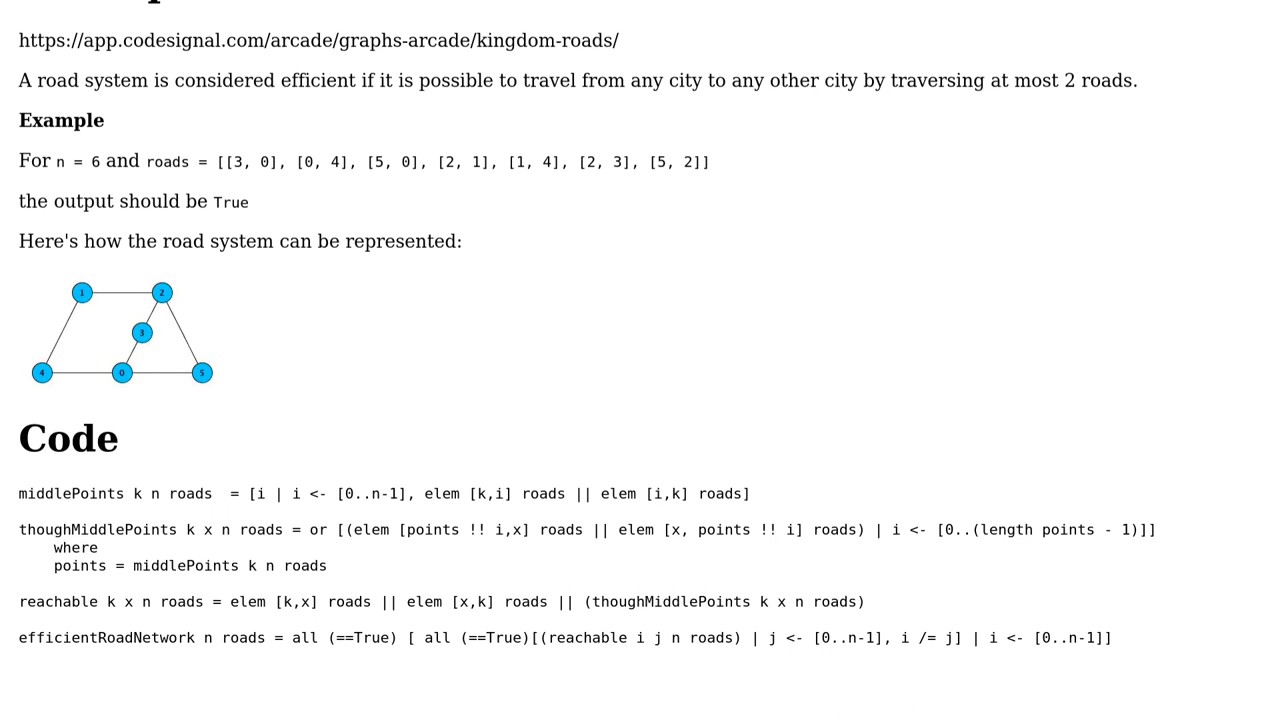 https://app.codesignal.com/arcade/graphs-arcade/kingdom-roads/
A road system is considered efficient if it is possible to travel from any city to any other city by traversing at most 2 roads.
Example
For n = 6 and roads = [[3, 0], [0, 4], [5, 0], [2, 1], [1, 4], [2, 3], [5, 2]]
the output should be True
Here's how the road system can be represented:
1 2
3
4 0 5
Code
middlePoints k n roads  = [i | i <- [0..n-1], elem [k,i] roads || elem [i,k] roads]
thoughMiddlePoints k x n roads = or [(elem [points !! i,x] roads || elem [x, points !! i] roads) | i <- [0..(length points - 1)]]
    where
    points = middlePoints k n roads
reachable k x n roads = elem [k,x] roads || elem [x,k] roads || (thoughMiddlePoints k x n roads)
efficientRoadNetwork n roads = all (==True) [ all (==True)[(reachable i j n roads) | j <- [0..n-1], i /= j] | i <- [0..n-1]]